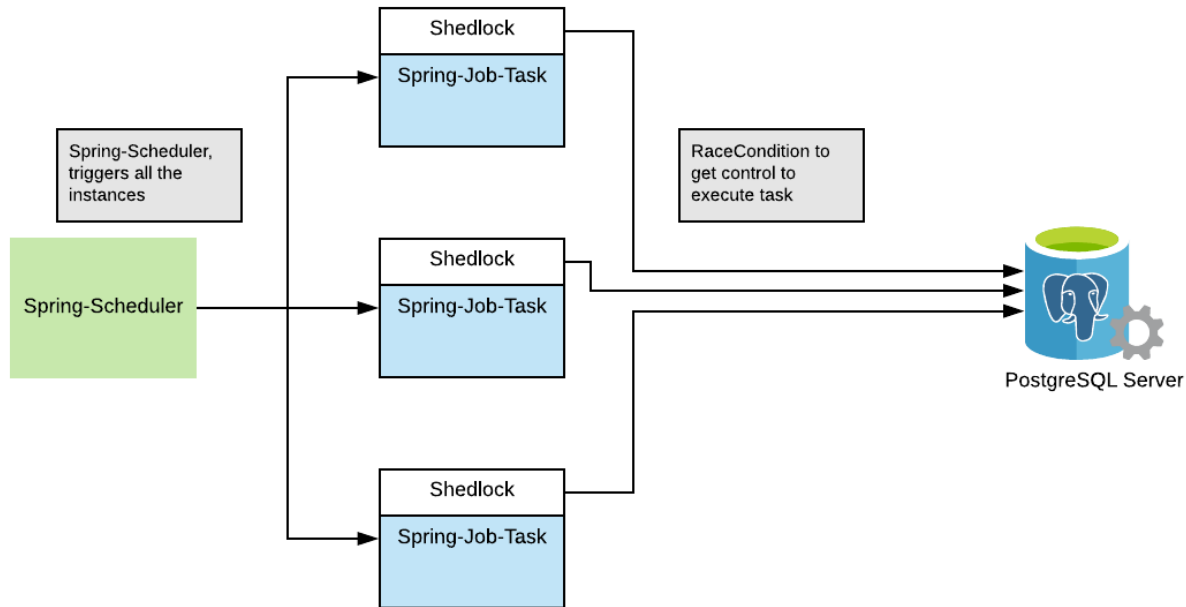 Shedlock
Spring-Job-Task
Spring-Scheduler,
triggers all the
instances
RaceCondition to
get control to
execute task
Spring-Scheduler
Shedlock
Spring-Job-Task
PostgreSQL Server
Shedlock
Spring-Job-Task